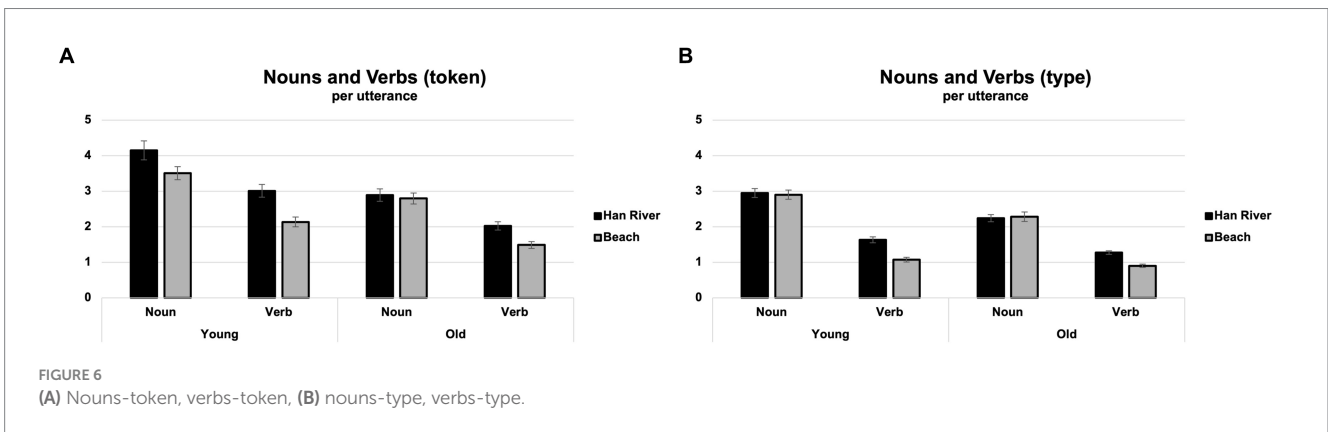 A
Nouns and Verbs (token)
per utterance
5
4
3
2
1
0
Noun
Verb
Noun
Verb
Young
Old
Han River
Beach
B
Nouns and Verbs (type)
per utterance
5
4
3
2
1
0
Noun
Verb
Noun
Verb
Young
Old
Han River
Beach
FIGURE 6
(A) Nouns-token, verbs-token, (B) nouns-type, verbs-type.